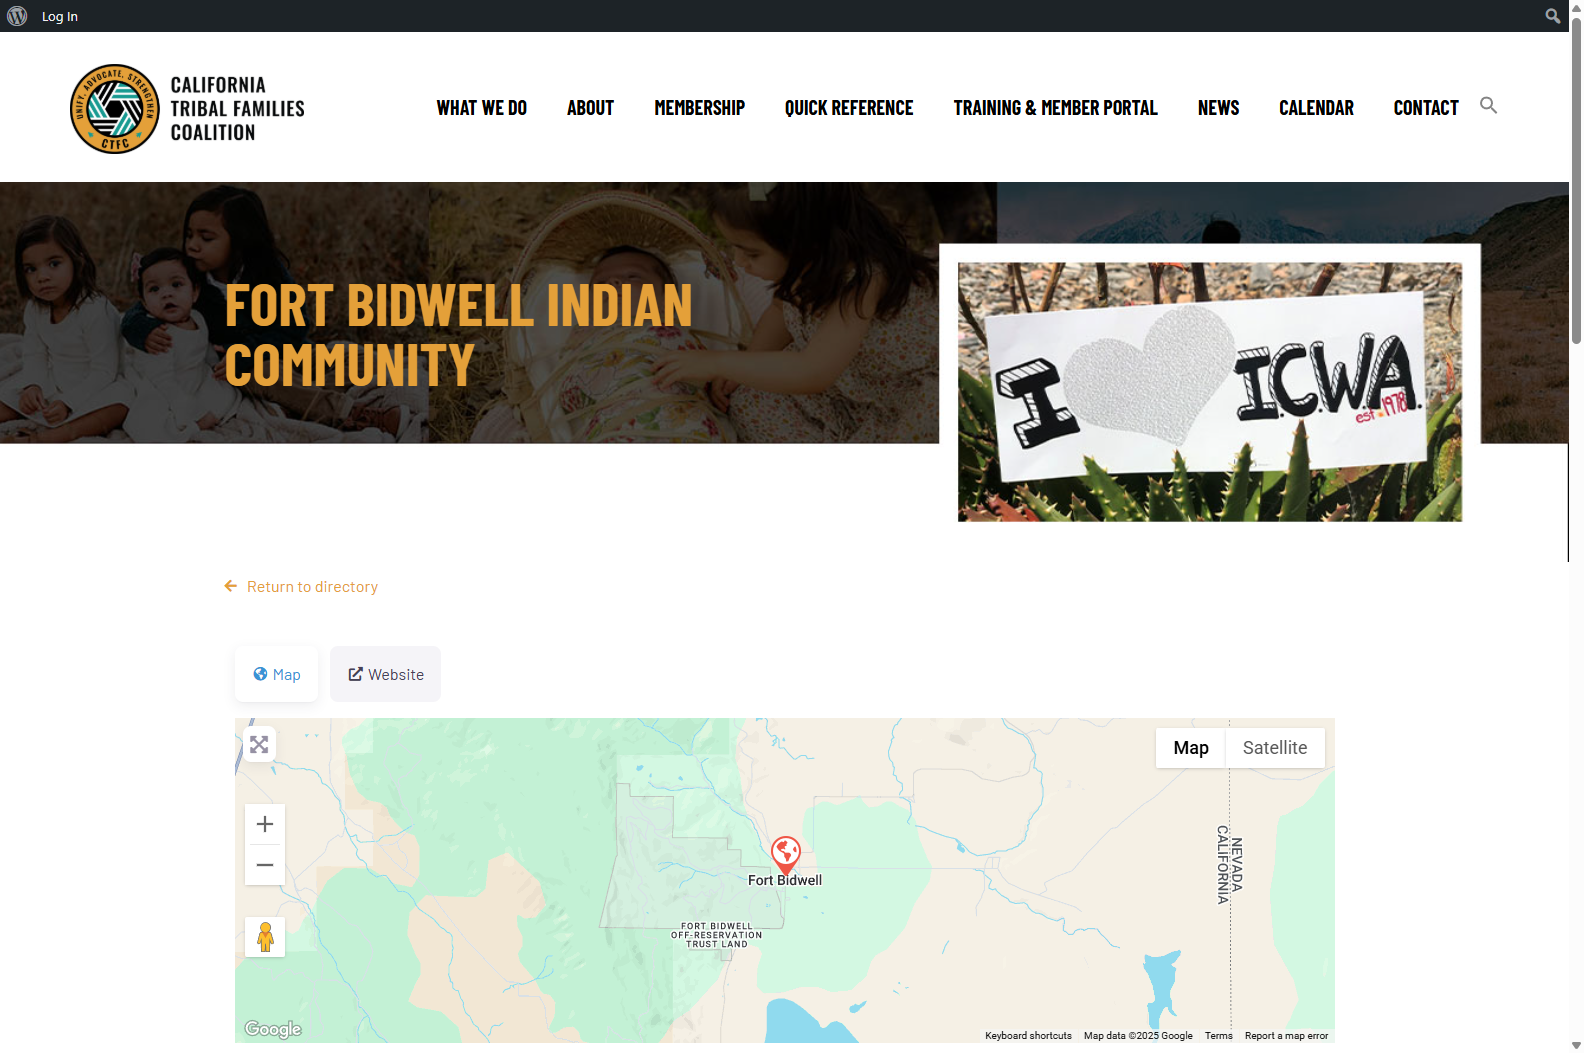 Log In
UNIFY. ADVOCATE. STRENGTHEN
CTFC
CALIFORNIA
TRIBAL FAMILIES
COALITION
WHAT WE DO
ABOUT
MEMBERSHIP
QUICK REFERENCE
TRAINING & MEMBER PORTAL
NEWS
CALENDAR
CONTACT
FORT BIDWELL INDIAN
COMMUNITY
I I.C.W.A.
est. 1978
Return to directory
Map
Website
Map
Satellite
NEVADA
CALIFORNIA
Fort Bidwell
FORT BIDWELL
OFF-RESERVATION
TRUST LAND
Google
Keyboard shortcuts
Map data ©2025 Google
Terms
Report a map error